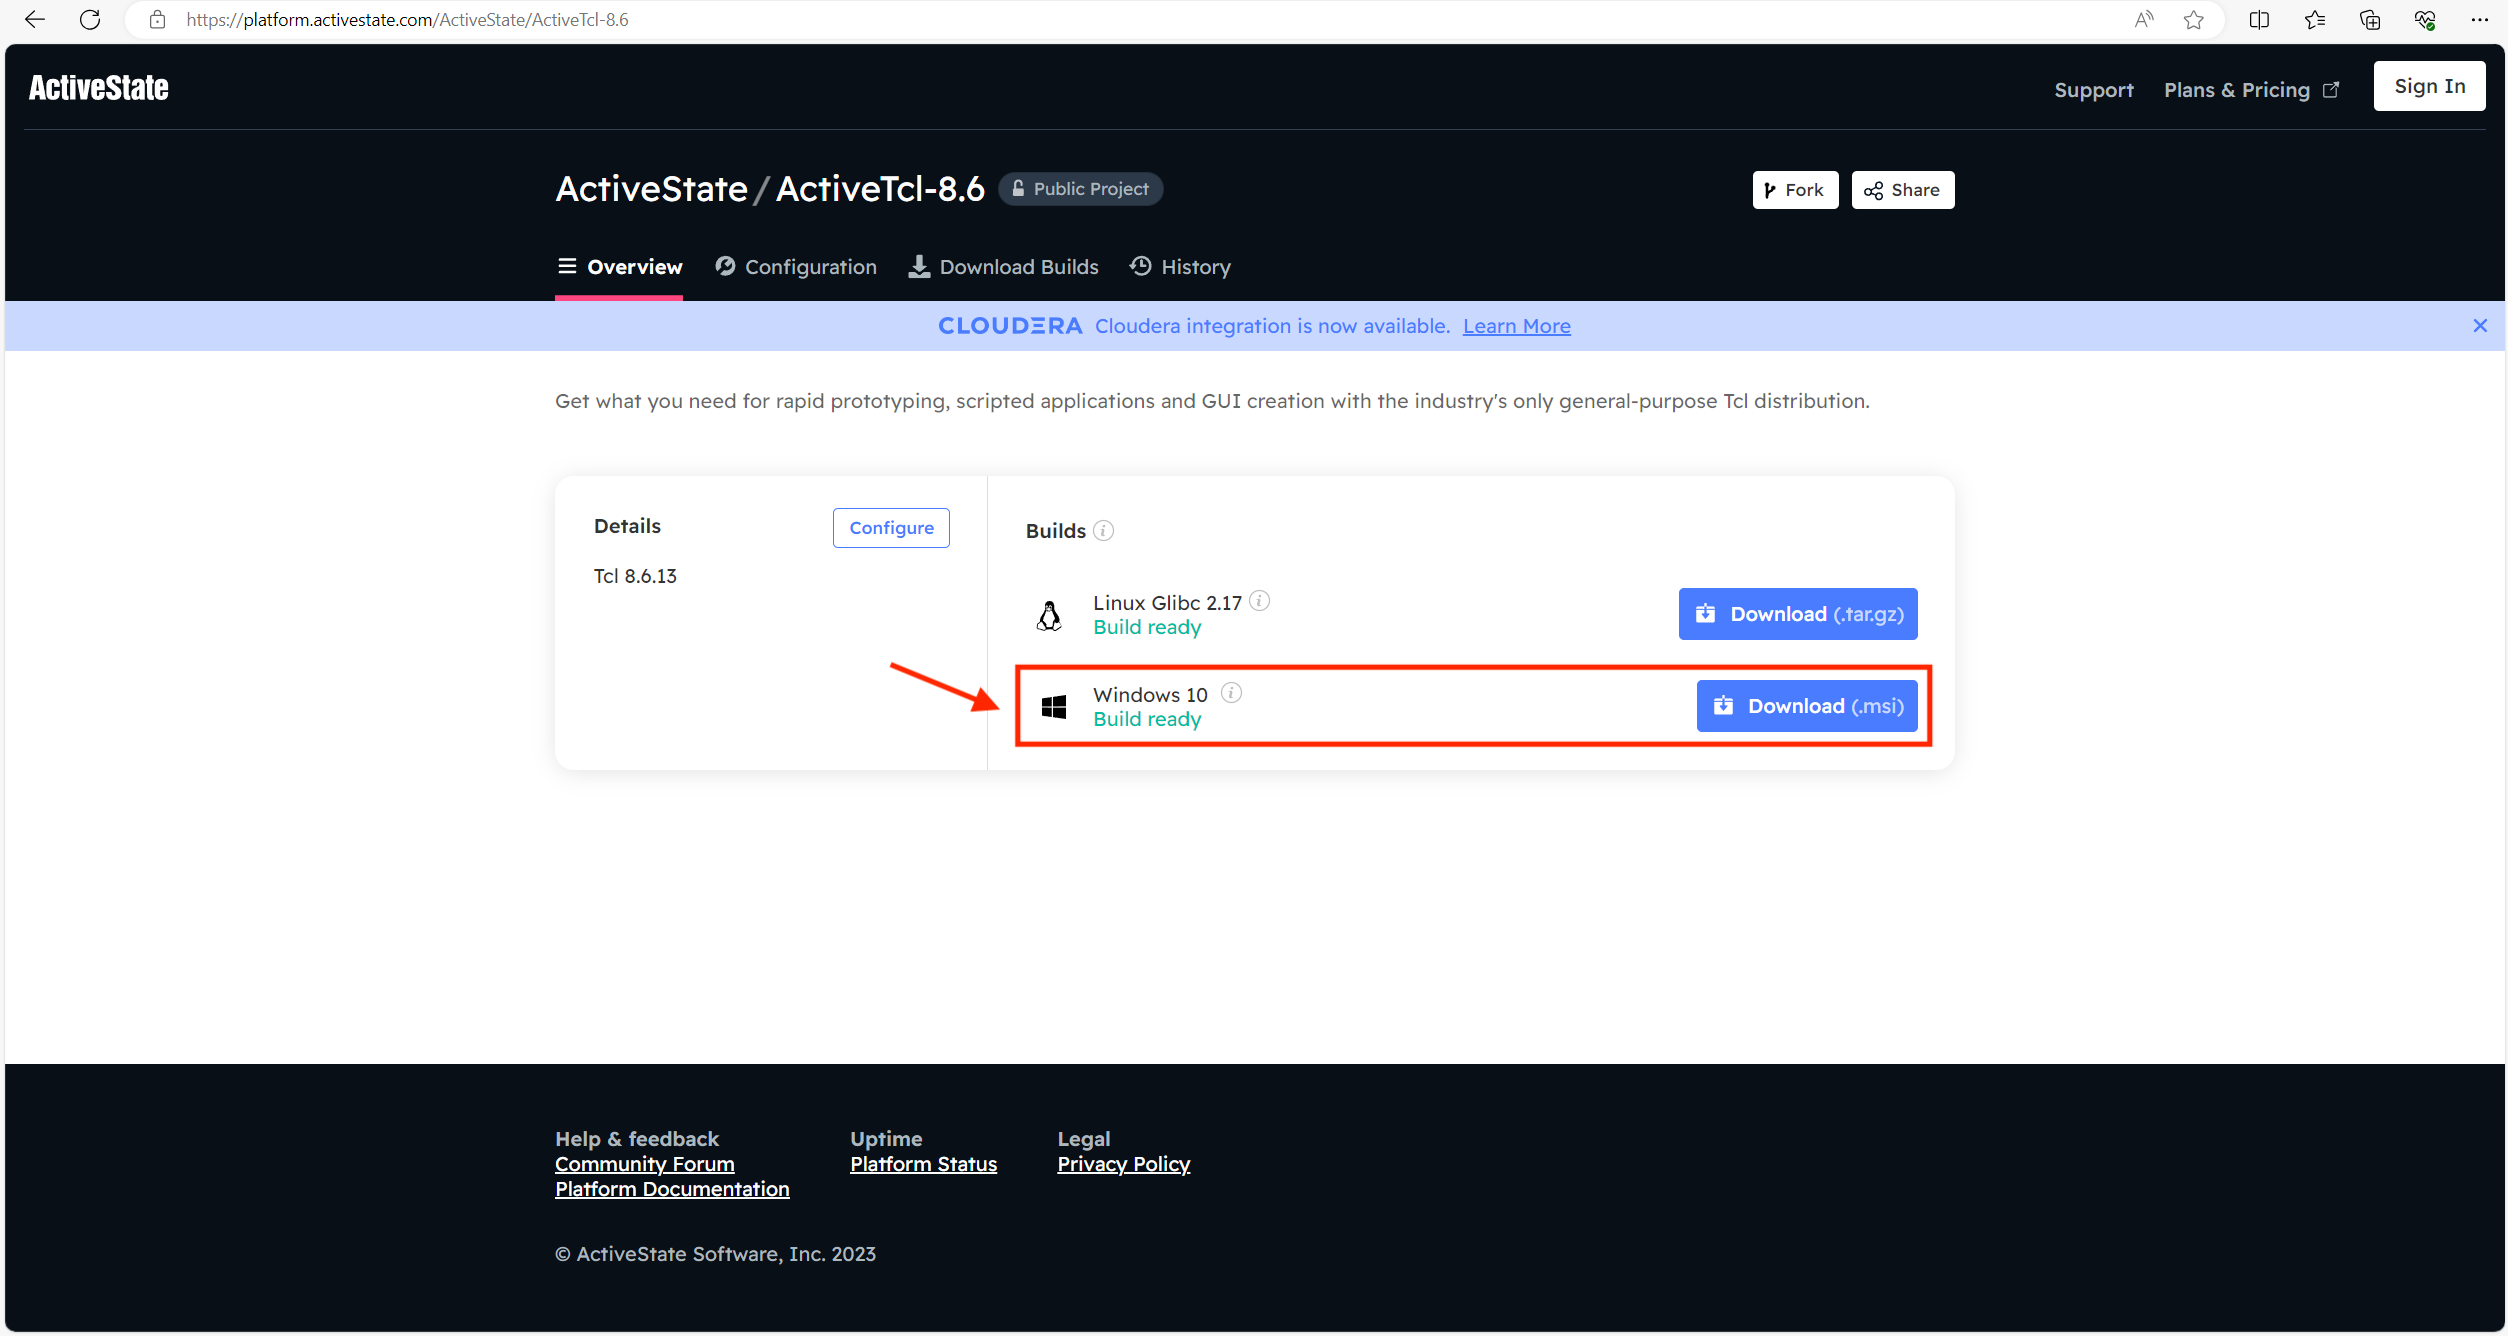 https://platform.activestate.com/ActiveState/ActiveTcl-8.6
ActiveState
Support
Plans & Pricing
Sign In
ActiveState / ActiveTcl-8.6
Public Project
Fork
Share
Overview
Configuration
Download Builds
History
CLOUDERA Cloudera integration is now available. Learn More
Get what you need for rapid prototyping, scripted applications and GUI creation with the industry's only general-purpose Tcl distribution.
Details
Configure
Tcl 8.6.13
Builds
Linux Glibc 2.17
Build ready
Download (.tar.gz)
Windows 10
Build ready
Download (.msi)
Help & feedback
Community Forum
Platform Documentation
Uptime
Platform Status
Legal
Privacy Policy
© ActiveState Software, Inc. 2023